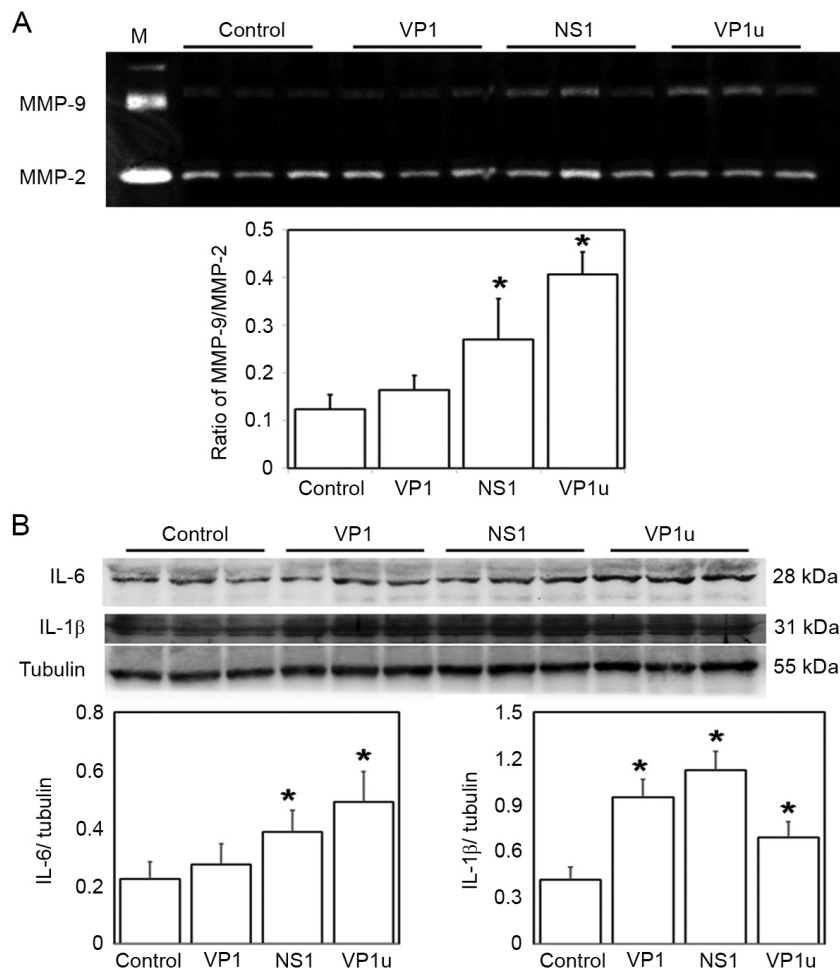 A
M Control VP1 NS1 VP1u
MMP-9
MMP-2
Ratio of MMP-9/MMP-2
0.5
0.4
0.3
0.2
0.1
0
* *
Control VP1 NS1 VP1u
B
Control VP1 NS1 VP1u
IL-6 28 kDa
IL-1β 31 kDa
Tubulin 55 kDa
IL-6/ tubulin
0.8
0.6
0.4
0.2
0
* *
Control VP1 NS1 VP1u
IL-1β/ tubulin
1.5
1.2
0.9
0.6
0.3
0
* * *
Control VP1 NS1 VP1u